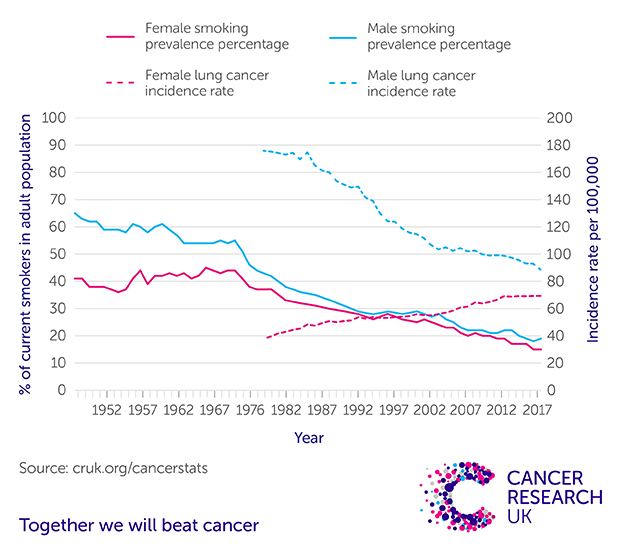 Female smoking
prevalence percentage
Male smoking
prevalence percentage
Female lung cancer
incidence rate
Male lung cancer
incidence rate
% of current smokers in adult population
100
90
80
70
60
50
40
30
20
10
0
200
180
160
140
120
100
80
60
40
20
0
Incidence rate per 100,000
1952 1957 1962 1967 1976 1982 1987 1992 1997 2002 2007 2012 2017
Year
Source: cruk.org/cancerstats
Together we will beat cancer
CANCER
RESEARCH
UK